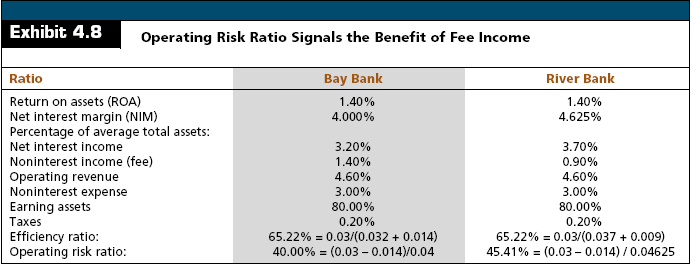 Exhibit 4.8 Operating Risk Ratio Signals the Benefit of Fee Income
Ratio Bay Bank River Bank
Return on assets (ROA) 1.40% 1.40%
Net interest margin (NIM) 4.000% 4.625%
Percentage of average total assets:
Net interest income 3.20% 3.70%
Noninterest income (fee) 1.40% 0.90%
Operating revenue 4.60% 4.60%
Noninterest expense 3.00% 3.00%
Earning assets 80.00% 80.00%
Taxes 0.20% 0.20%
Efficiency ratio: 65.22% = 0.03/(0.032 + 0.014) 65.22% = 0.03/(0.037 + 0.009)
Operating risk ratio: 40.00% = (0.03 – 0.014)/0.04 45.41% = (0.03 – 0.014) / 0.04625